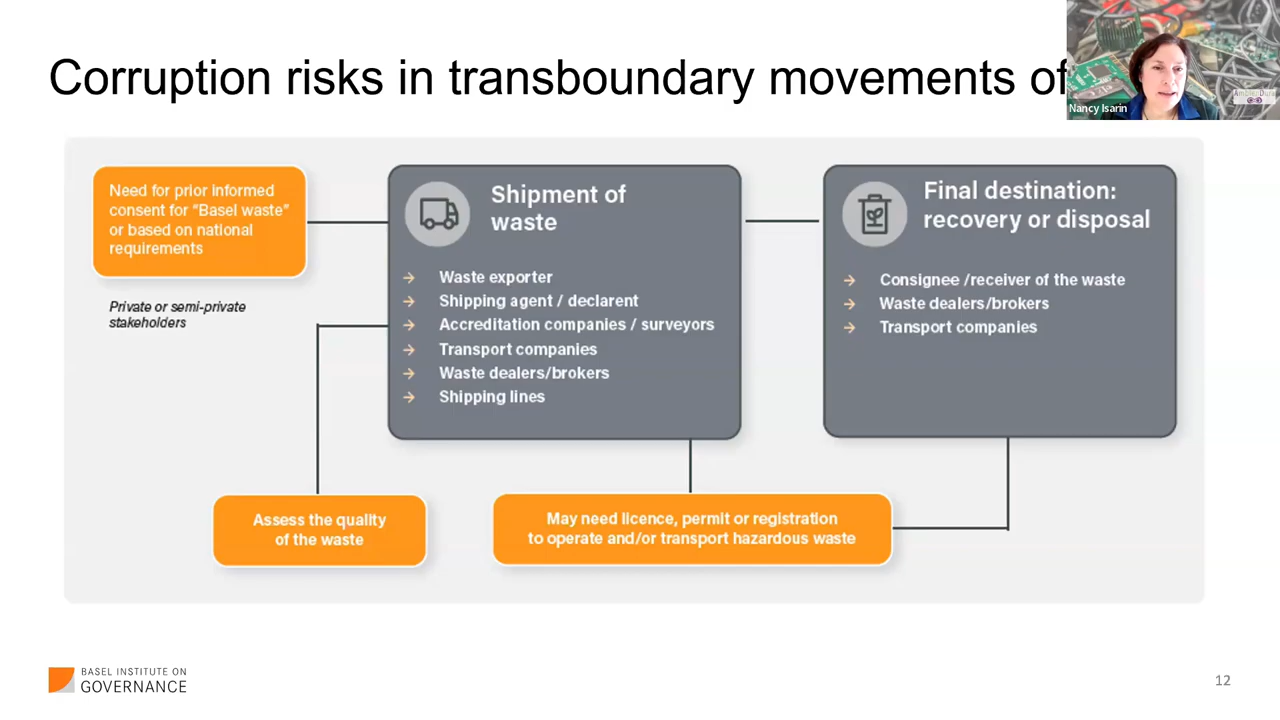 Corruption risks in transboundary movements of
Nancy Isarin
Need for prior informed
consent for “Basel waste”
or based on national
requirements
Private or semi-private
stakeholders
Shipment of
waste
→ Waste exporter
→ Shipping agent / declarent
→ Accreditation companies / surveyors
→ Transport companies
→ Waste dealers/brokers
→ Shipping lines
Final destination:
recovery or disposal
→ Consignee /receiver of the waste
→ Waste dealers/brokers
→ Transport companies
Assess the quality
of the waste
May need licence, permit or registration
to operate and/or transport hazardous waste
BASEL INSTITUTE ON
GOVERNANCE
12